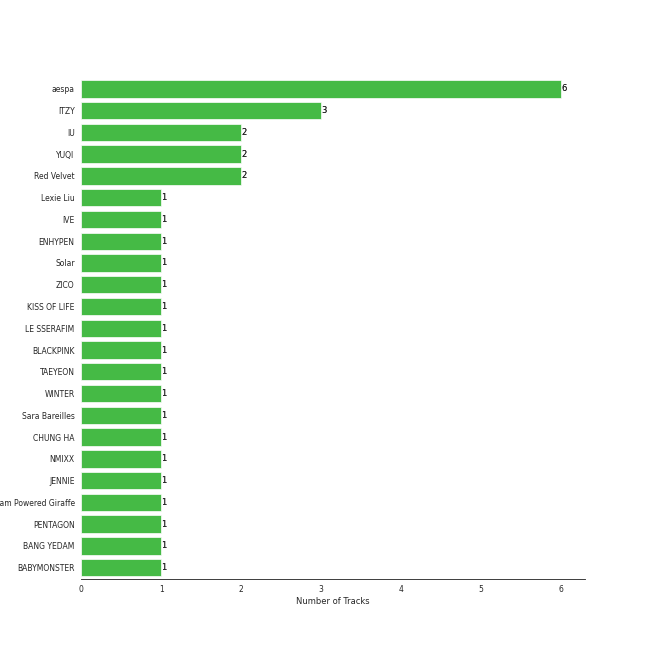 aespa 6
ITZY 3
IU 2
YUQI 2
Red Velvet 2
Lexie Liu 1
IVE 1
ENHYPEN 1
Solar 1
ZICO 1
KISS OF LIFE 1
LE SSERAFIM 1
BLACKPINK 1
TAEYEON 1
WINTER 1
Sara Bareilles 1
CHUNG HA 1
NMIXX 1
JENNIE 1
am Powered Giraffe 1
PENTAGON 1
BANG YEDAM 1
BABYMONSTER 1
0 1 2 3 4 5 6
Number of Tracks